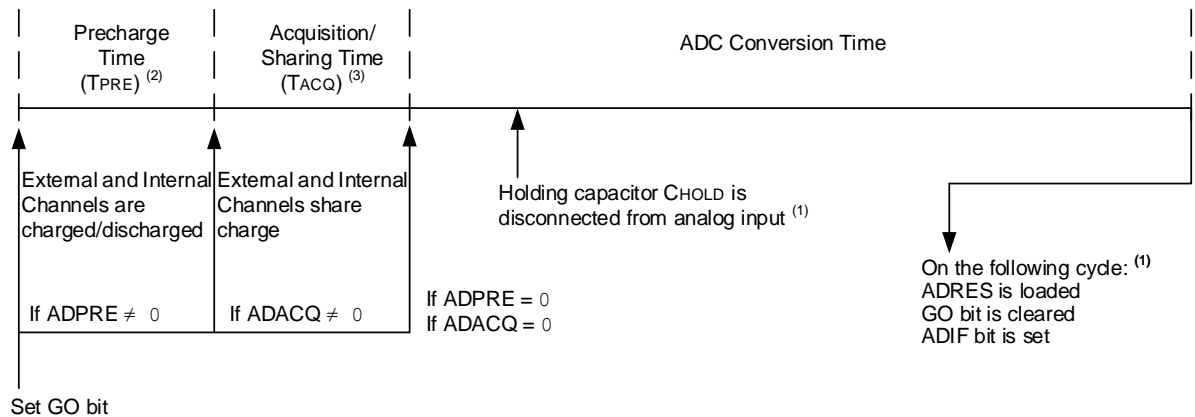 Precharge
Time
(TPRE) (2)
Acquisition/
Sharing Time
(TACQ) (3)
ADC Conversion Time
External and Internal
Channels are
charged/discharged
External and Internal
Channels share
charge
Holding capacitor CHOLD is
disconnected from analog input (1)
If ADPRE ≠ 0
If ADACQ ≠ 0
If ADPRE = 0
If ADACQ = 0
On the following cycle: (1)
ADRES is loaded
GO bit is cleared
ADIF bit is set
Set GO bit